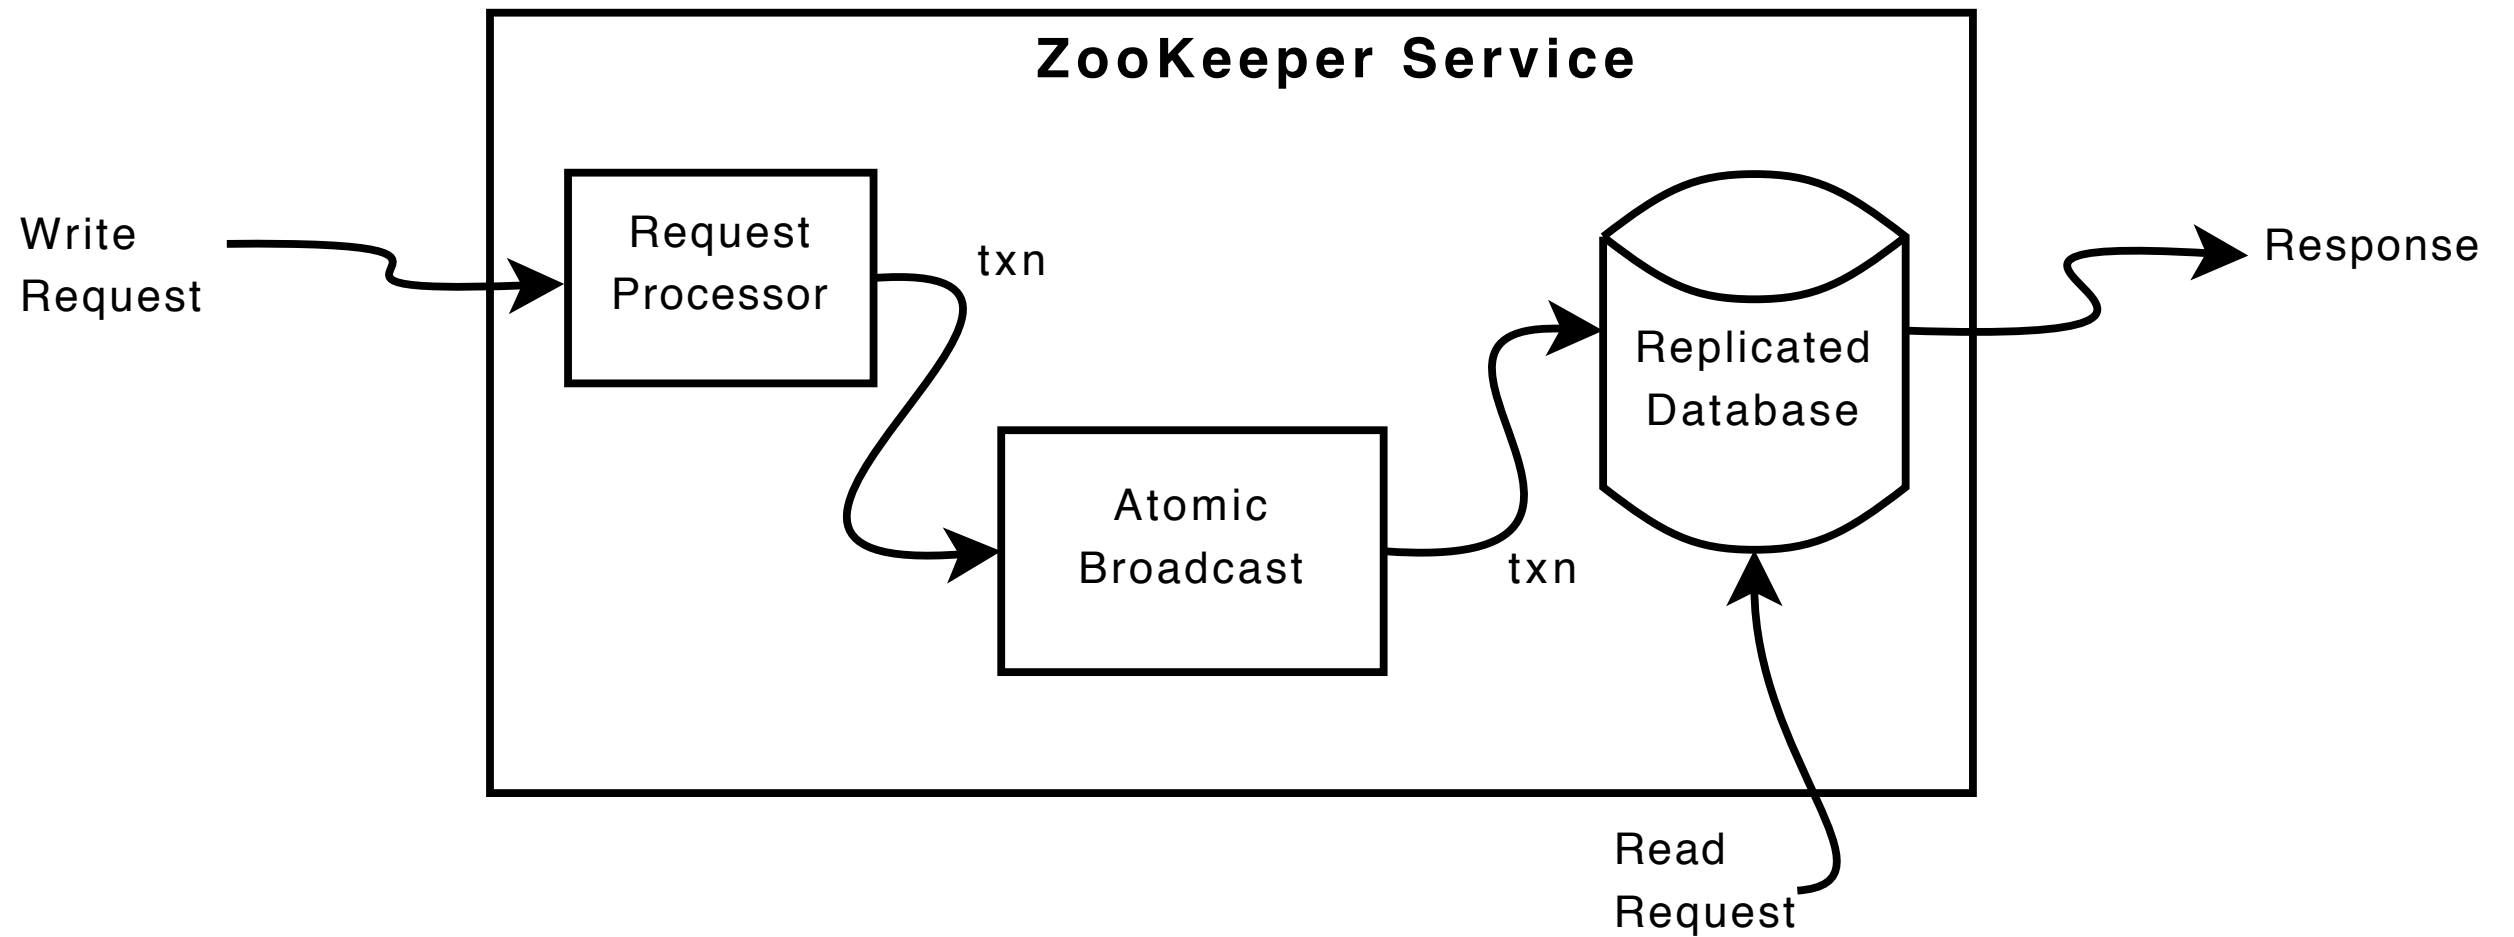 ZooKeeper Service
Write
Request
Request
Processor
txn
Atomic
Broadcast
txn
Replicated
Database
Response
Read
Request